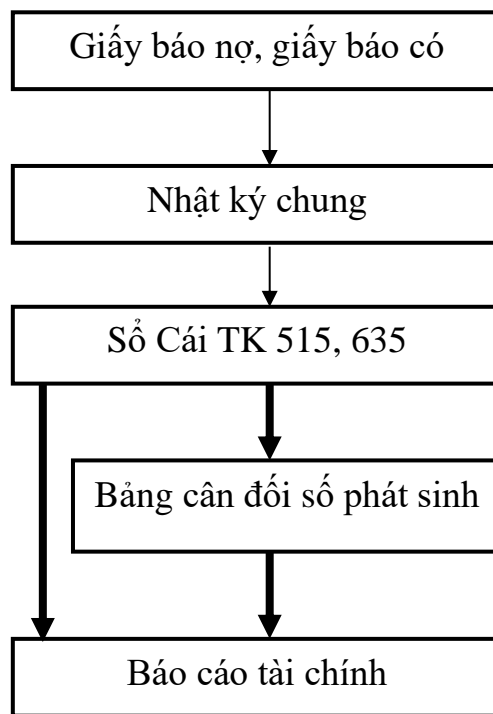 Giấy báo nợ, giấy báo có
Nhật ký chung
Sổ Cái TK 515, 635
Bảng cân đối số phát sinh
Báo cáo tài chính